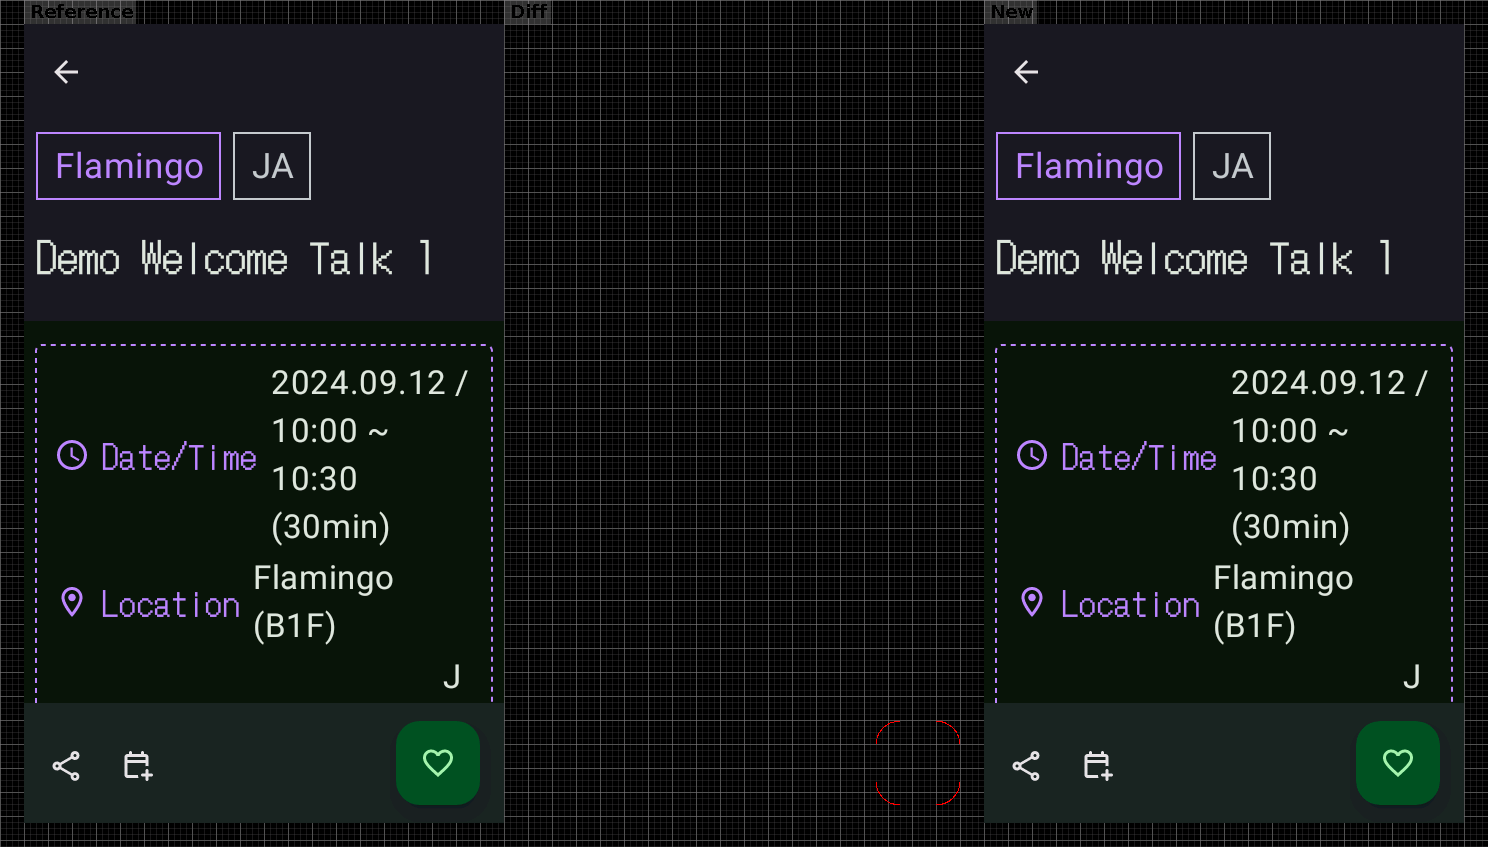 Reference
Diff
New
Flamingo
JA
Demo Welcome Talk 1
Date/Time
2024.09.12 /
10:00 ~
10:30
(30min)
Location
Flamingo
(B1F)
J
Flamingo
JA
Demo Welcome Talk 1
Date/Time
2024.09.12 /
10:00 ~
10:30
(30min)
Location
Flamingo
(B1F)
J